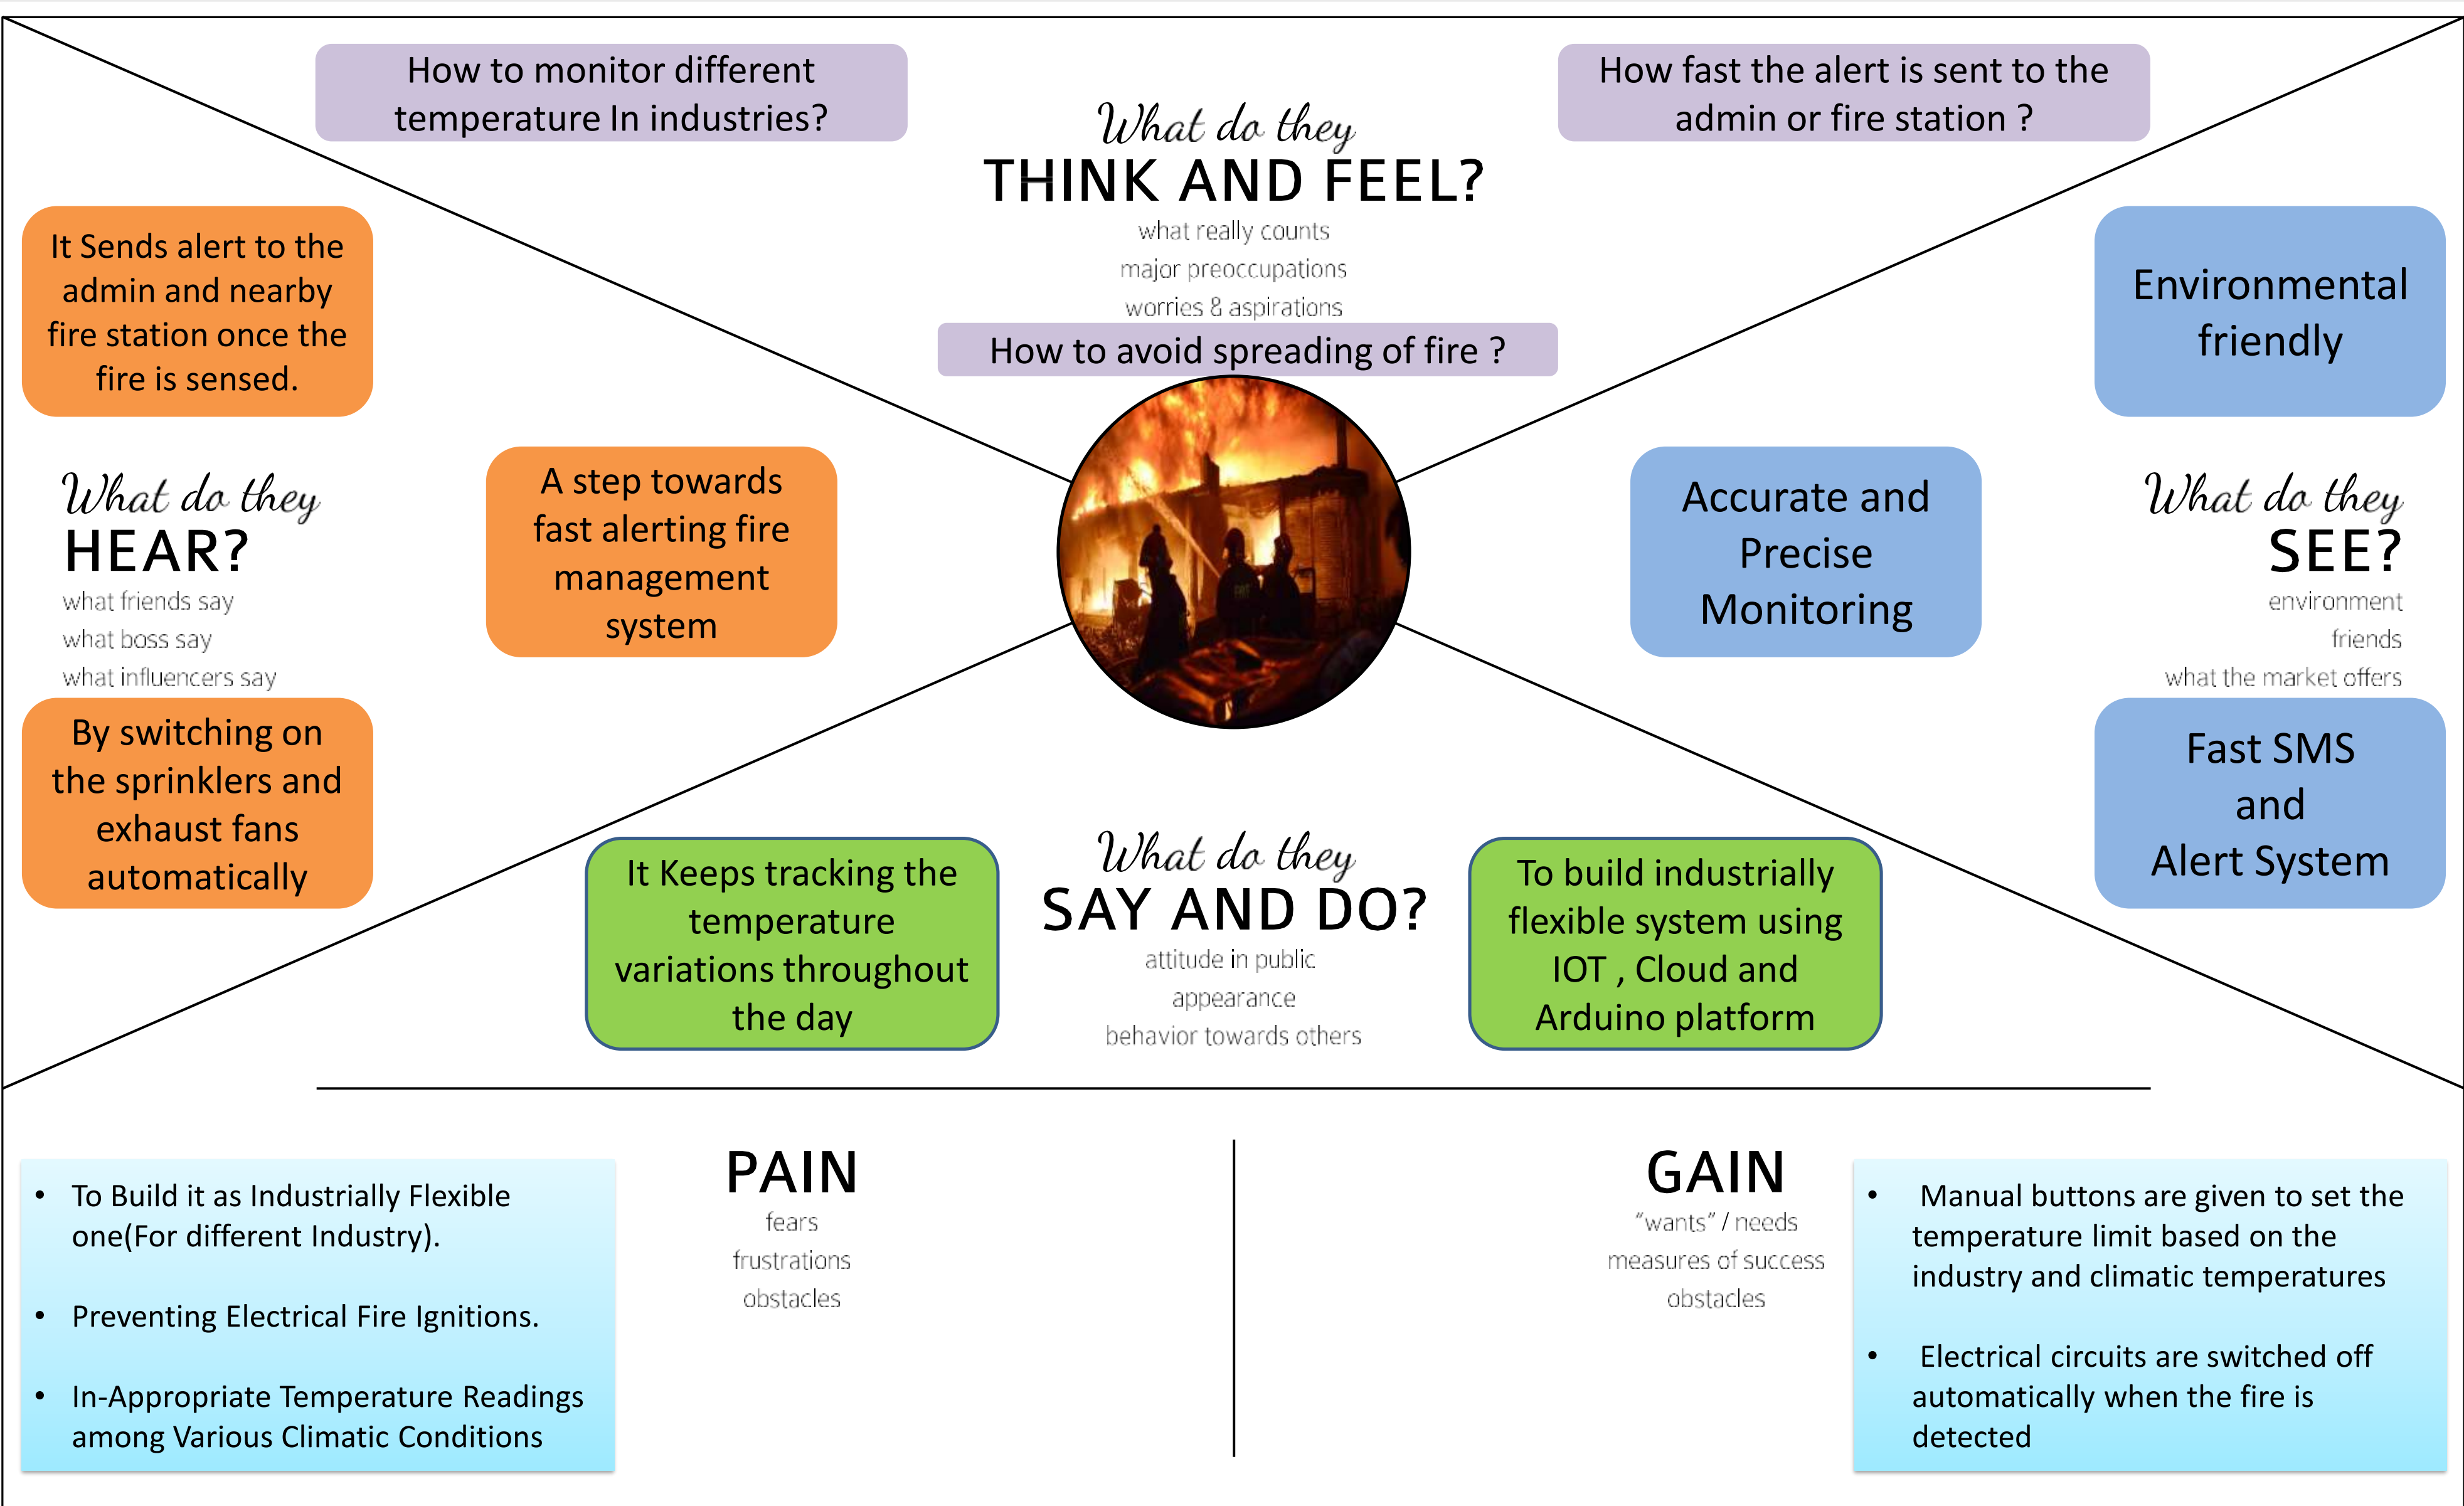 How to monitor different
temperature In industries?
How fast the alert is sent to the
admin or fire station ?
What do they
THINK AND FEEL?
what really counts
major preoccupations
worries & aspirations
How to avoid spreading of fire ?
It Sends alert to the
admin and nearby
fire station once the
fire is sensed.
What do they
HEAR?
what friends say
what boss say
what influencers say
A step towards
fast alerting fire
management
system
By switching on
the sprinklers and
exhaust fans
automatically
Environmental
friendly
Accurate and
Precise
Monitoring
What do they
SEE?
environment
friends
what the market offers
Fast SMS
and
Alert System
It Keeps tracking the
temperature
variations throughout
the day
What do they
SAY AND DO?
attitude in public
appearance
behavior towards others
To build industrially
flexible system using
IOT , Cloud and
Arduino platform
• To Build it as Industrially Flexible
one(For different Industry).
• Preventing Electrical Fire Ignitions.
• In-Appropriate Temperature Readings
among Various Climatic Conditions
PAIN
fears
frustrations
obstacles
GAIN
“wants” / needs
measures of success
obstacles
• Manual buttons are given to set the
temperature limit based on the
industry and climatic temperatures
• Electrical circuits are switched off
automatically when the fire is
detected